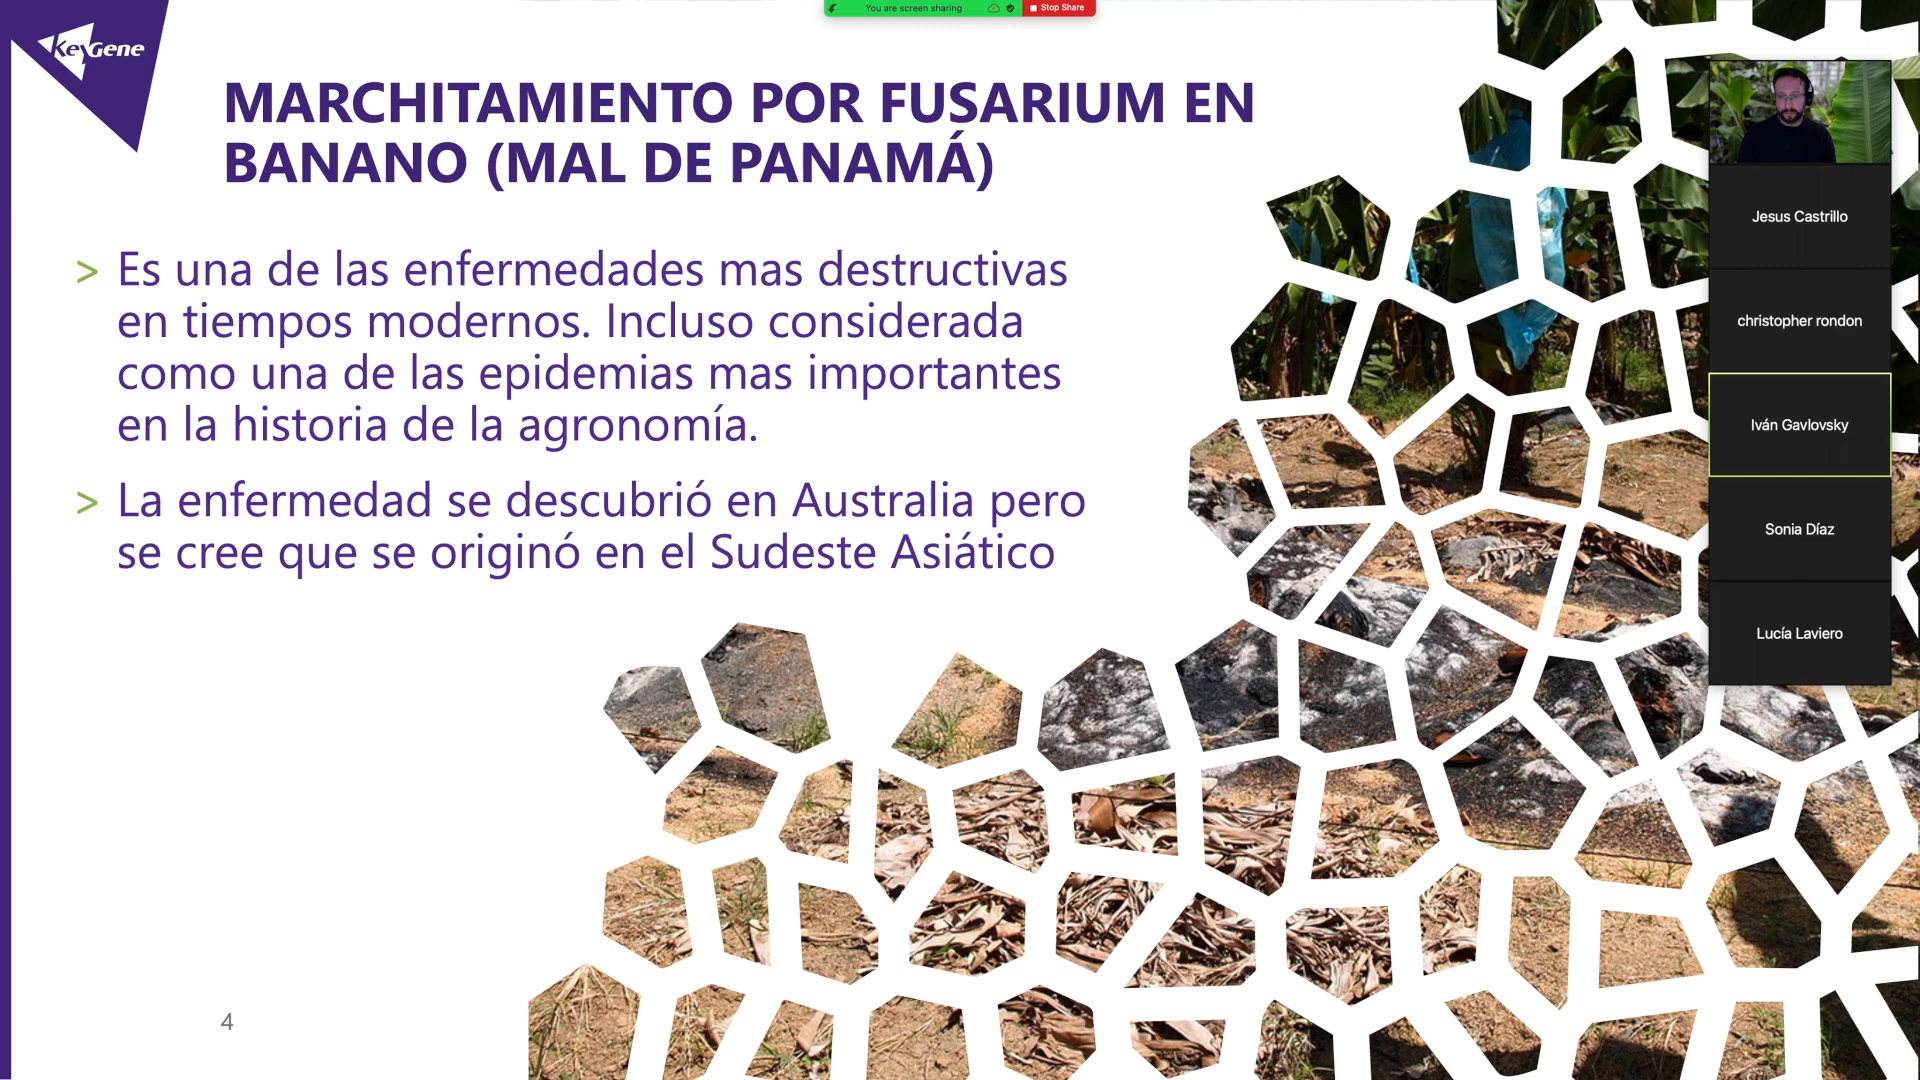 You are screen sharing
Stop Share
KeyGene
MARCHITAMIENTO POR FUSARIUM EN
BANANO (MAL DE PANAMÁ)
> Es una de las enfermedades mas destructivas
en tiempos modernos. Incluso considerada
como una de las epidemias mas importantes
en la historia de la agronomía.
> La enfermedad se descubrió en Australia pero
se cree que se originó en el Sudeste Asiático
4
Jesus Castrillo
christopher rondon
Iván Gavlovsky
Sonia Díaz
Lucía Laviero